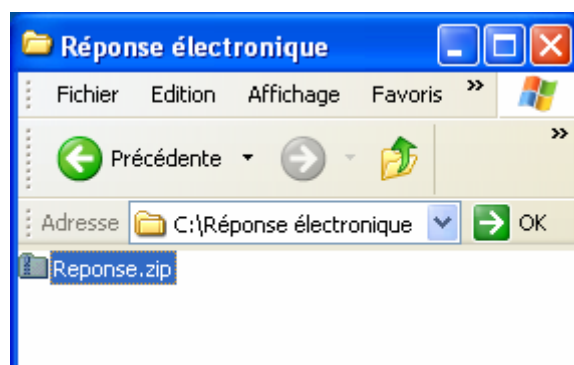 Réponse électronique
Fichier Edition Affichage Favoris »
Précédente »
Adresse C:\Réponse électronique OK
Reponse.zip